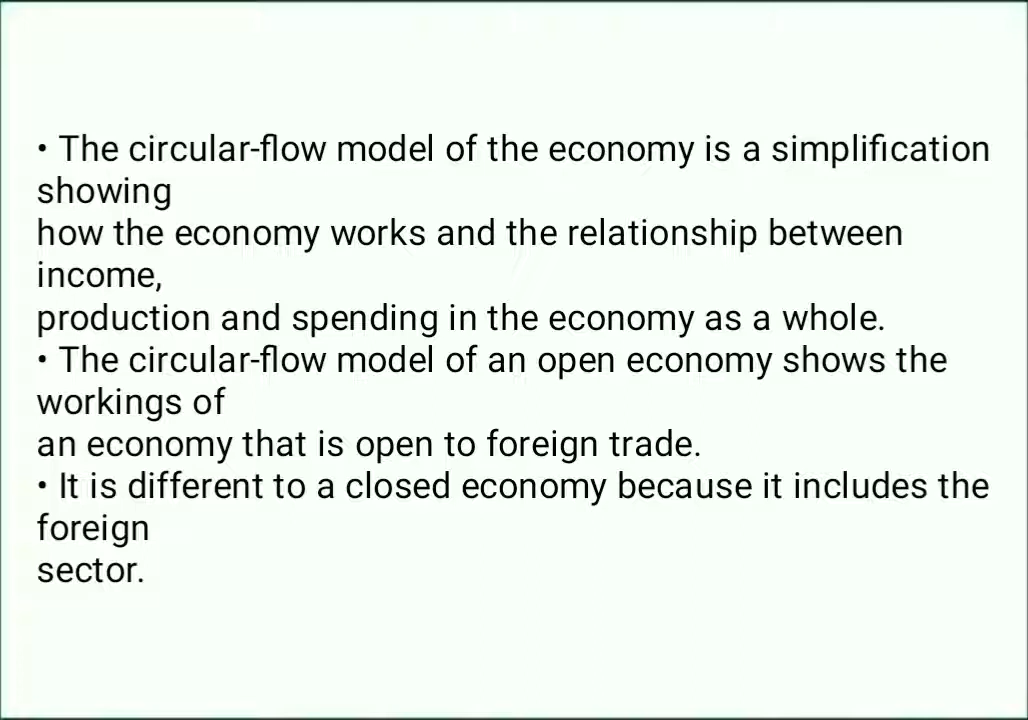 • The circular-flow model of the economy is a simplification
showing
how the economy works and the relationship between
income,
production and spending in the economy as a whole.
• The circular-flow model of an open economy shows the
workings of
an economy that is open to foreign trade.
• It is different to a closed economy because it includes the
foreign
sector.